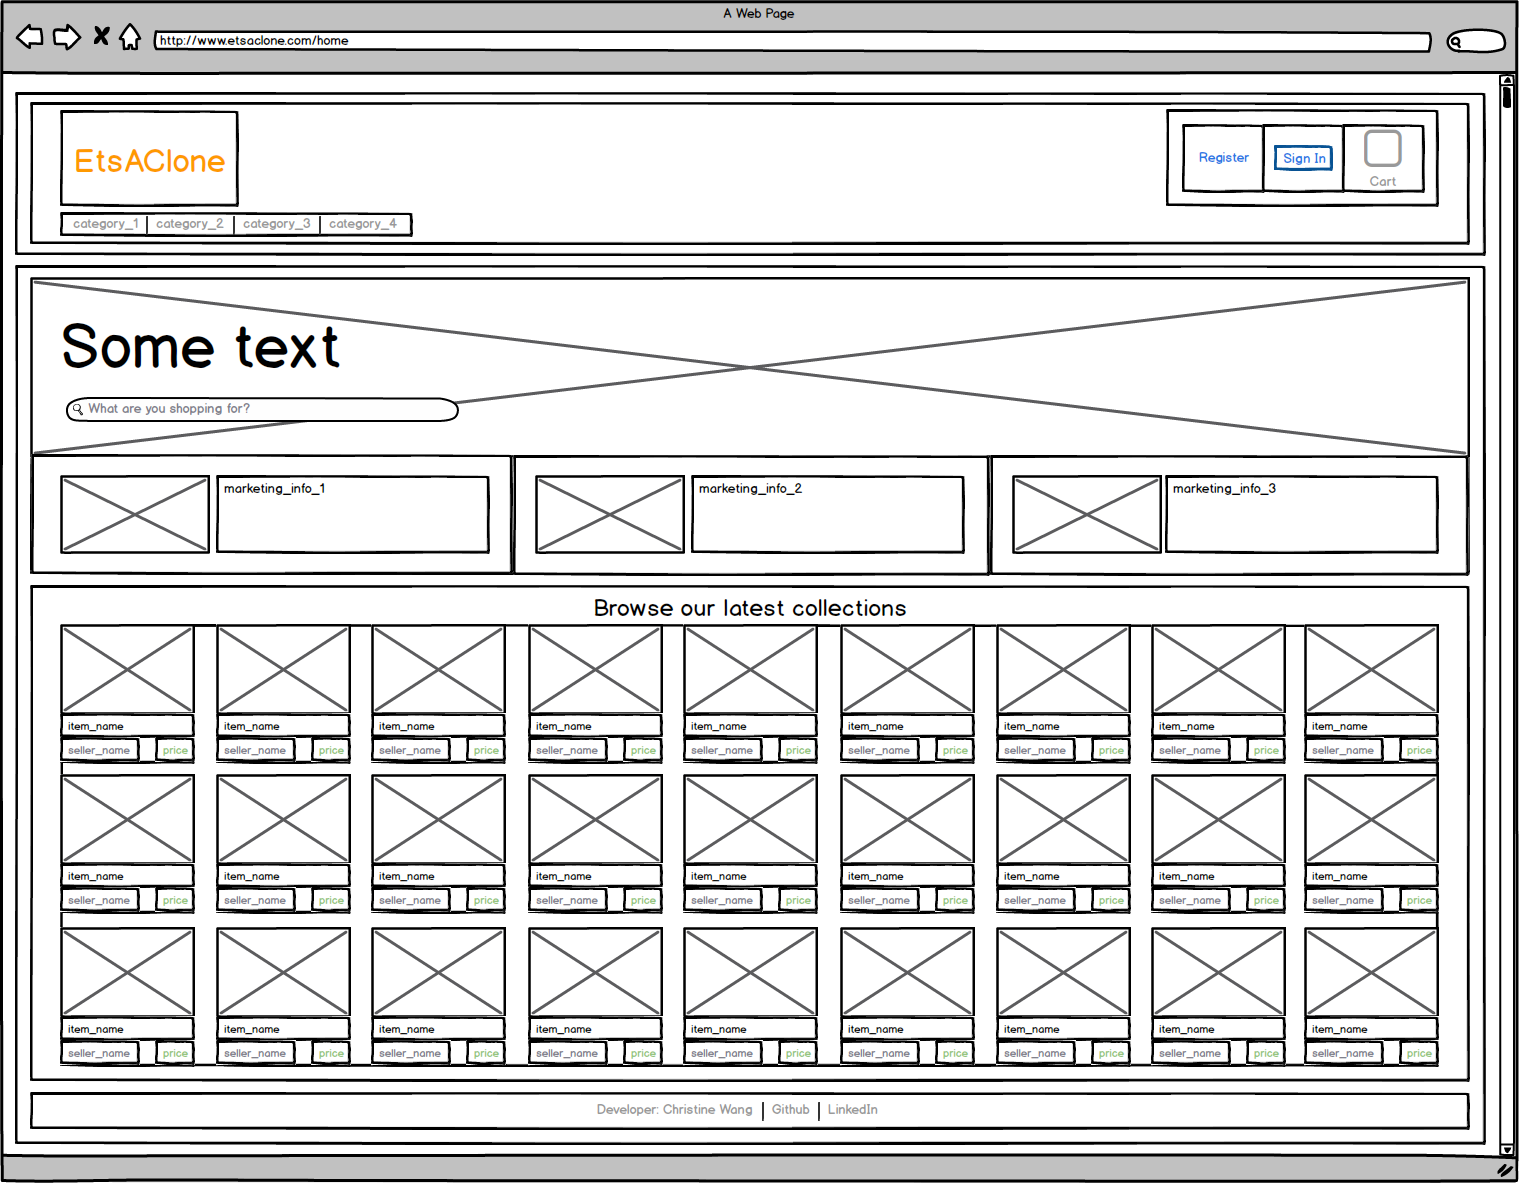 A Web Page
http://www.etsaclone.com/home
EtsAClone
Register Sign In Cart
category_1 category_2 category_3 category_4
Some text
What are you shopping for?
marketing_info_1 marketing_info_2 marketing_info_3
Browse our latest collections
item_name item_name item_name item_name item_name item_name item_name item_name item_name
seller_name price seller_name price seller_name price seller_name price seller_name price seller_name price seller_name price seller_name price seller_name price
item_name item_name item_name item_name item_name item_name item_name item_name item_name
seller_name price seller_name price seller_name price seller_name price seller_name price seller_name price seller_name price seller_name price seller_name price
item_name item_name item_name item_name item_name item_name item_name item_name item_name
seller_name price seller_name price seller_name price seller_name price seller_name price seller_name price seller_name price seller_name price seller_name price
Developer: Christine Wang | Github | LinkedIn